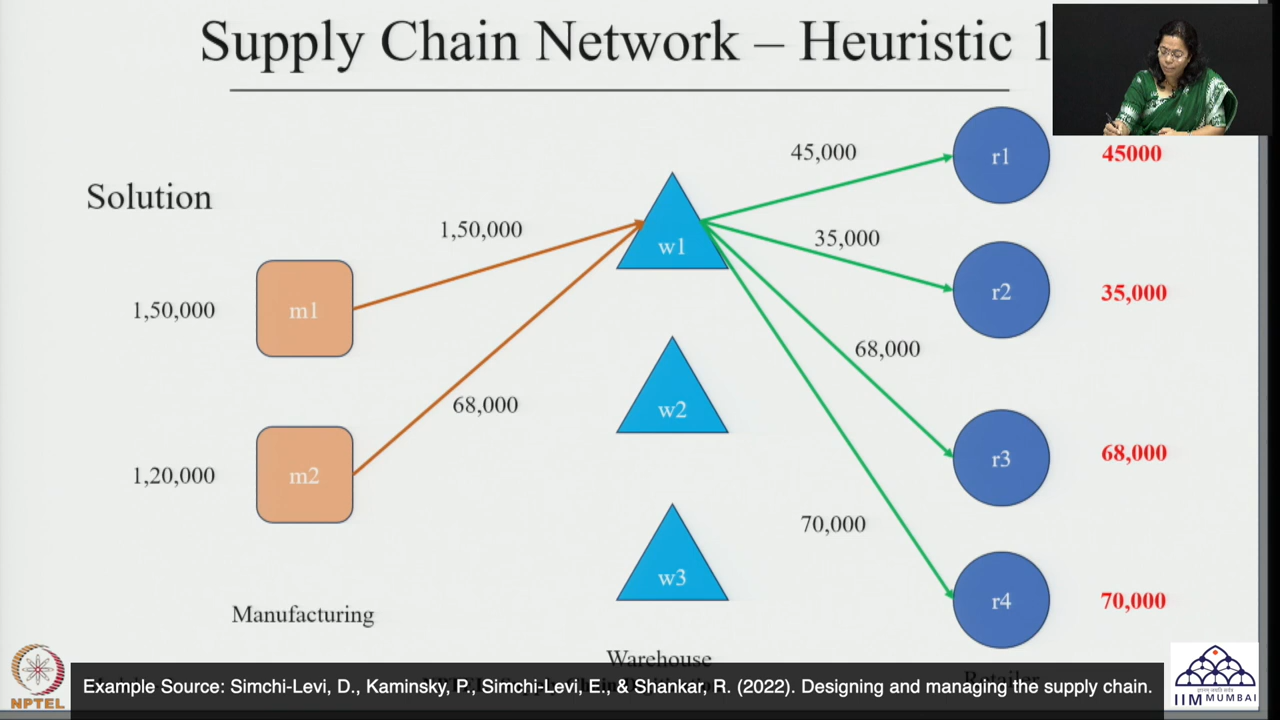 Supply Chain Network – Heuristic 1
Solution
1,50,000
m1
1,20,000
m2
Manufacturing
1,50,000
68,000
w1
w2
w3
Warehouse
45,000
35,000
68,000
70,000
r1
r2
r3
r4
45000
35,000
68,000
70,000
Example Source: Simchi-Levi, D., Kaminsky, P., Simchi-Levi, E., & Shankar, R. (2022). Designing and managing the supply chain.
NPTEL
IIM MUMBAI